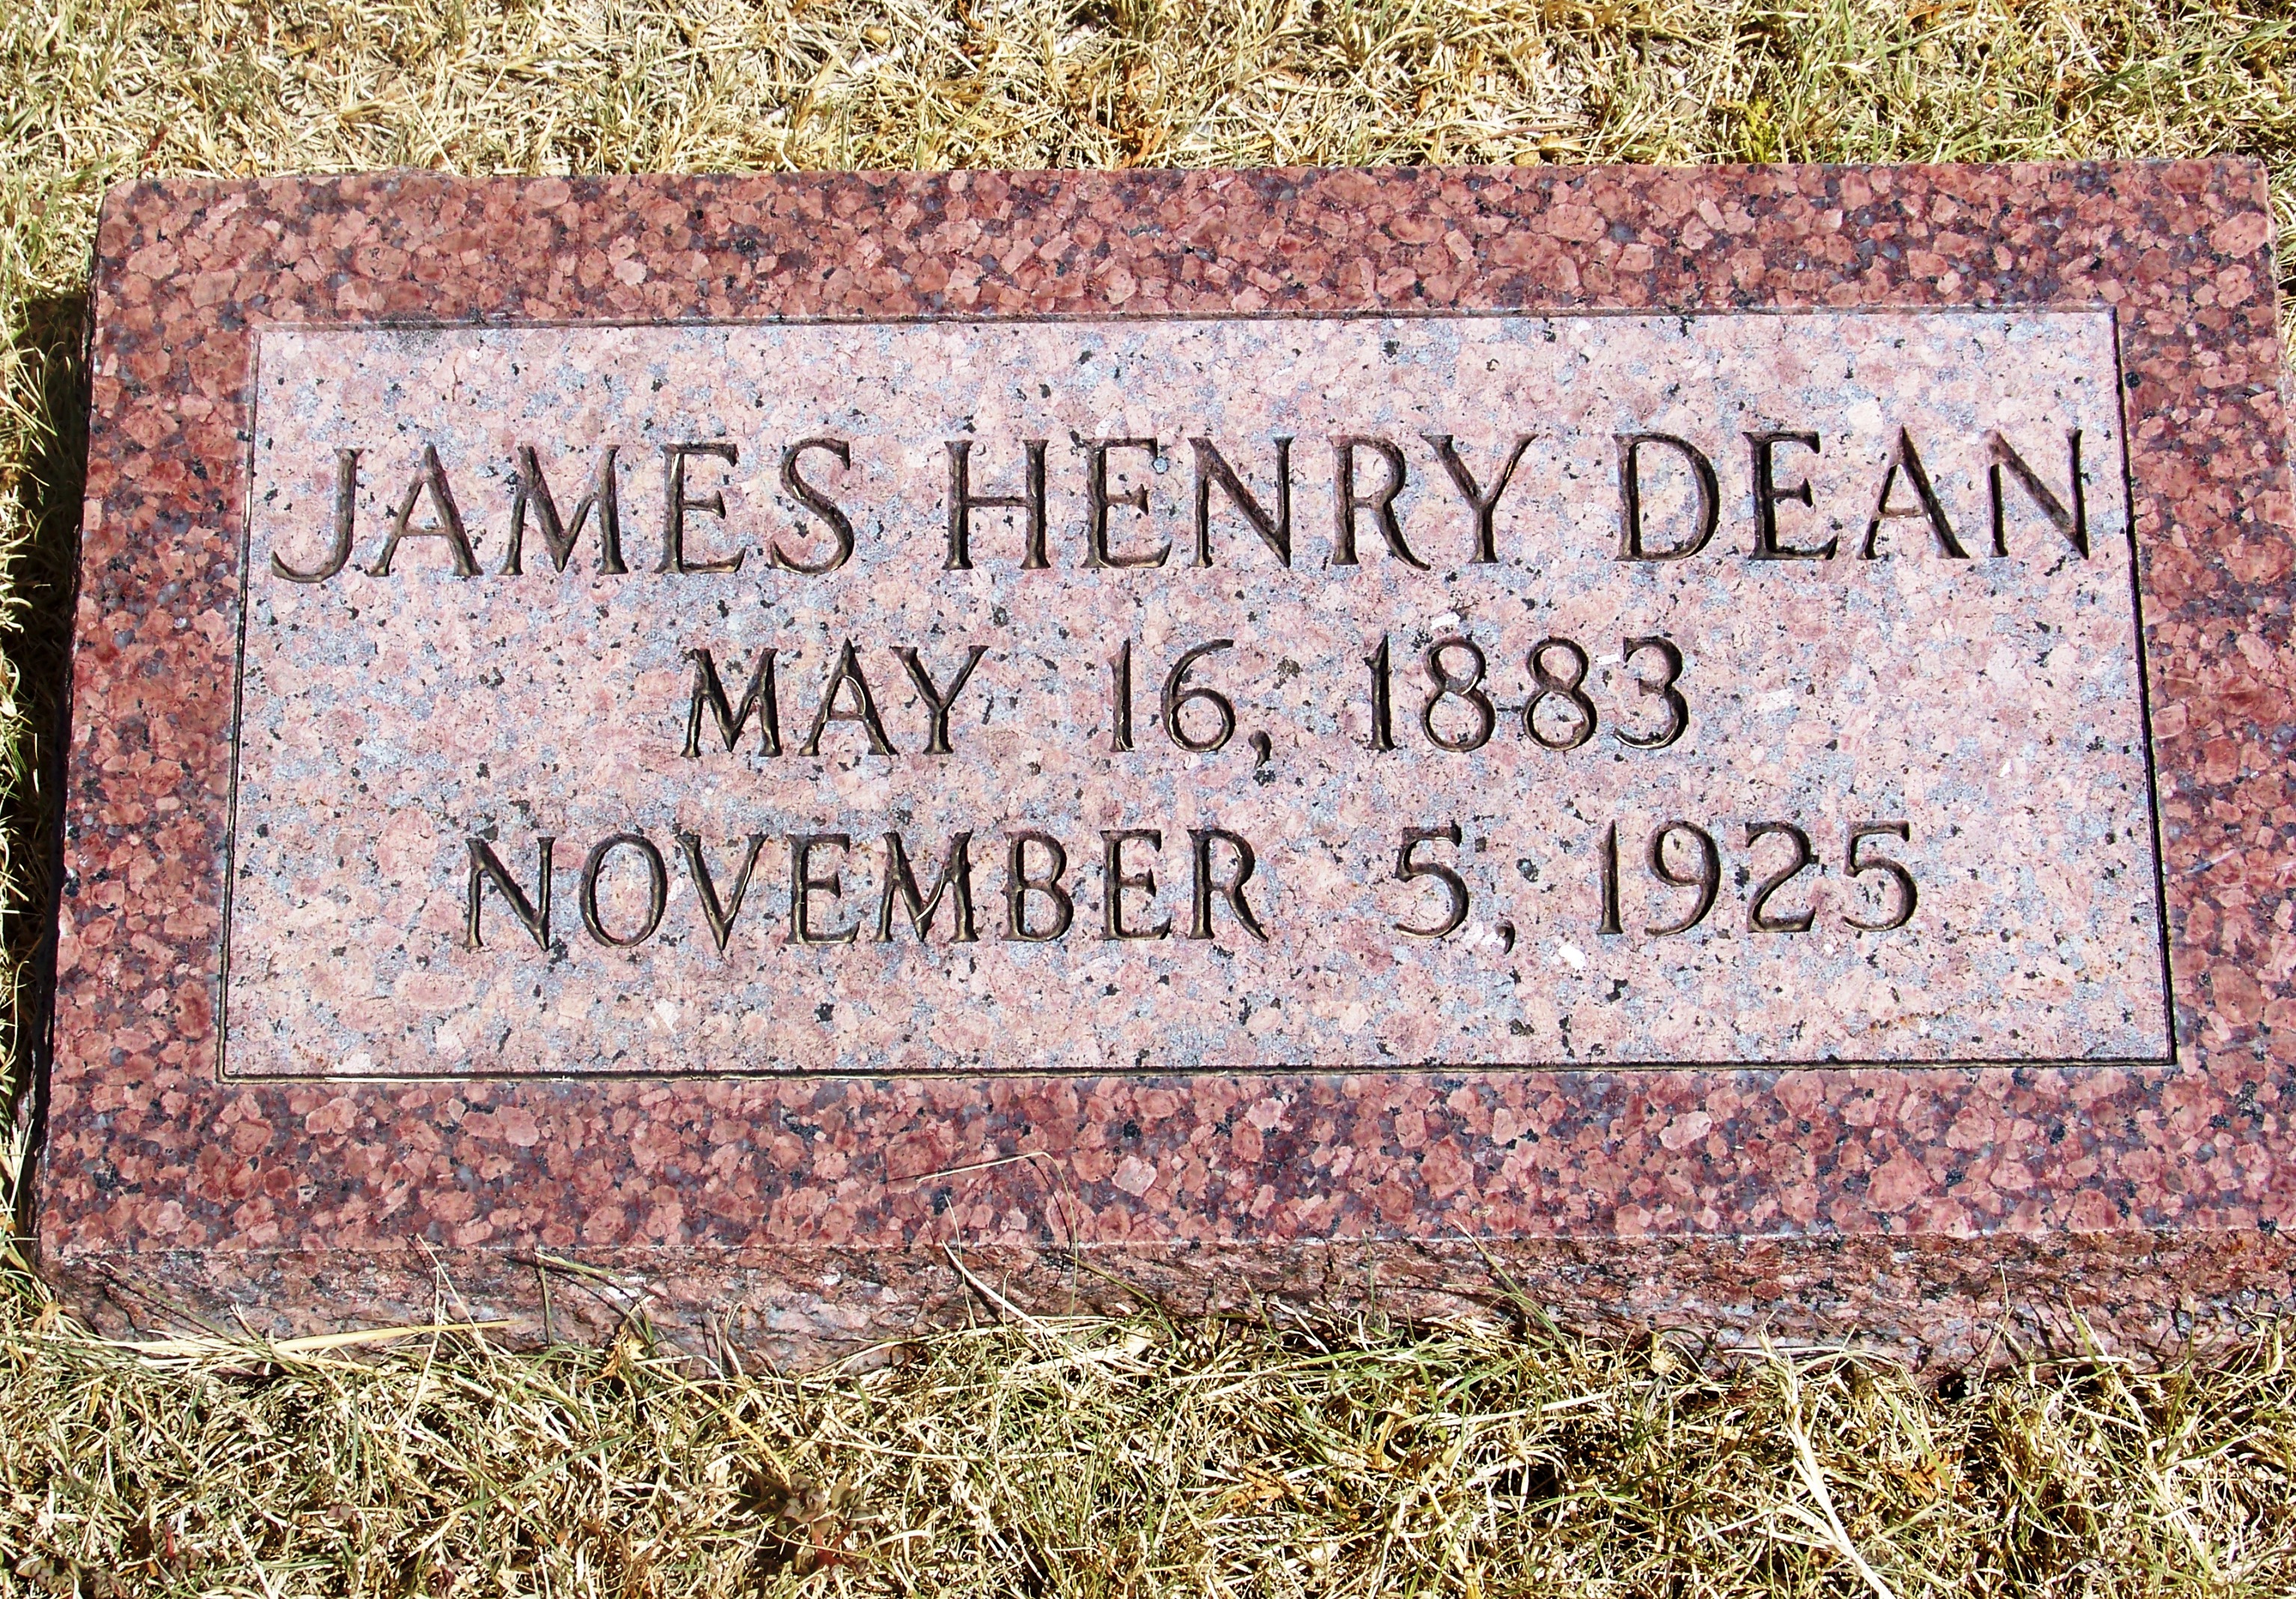 JAMES HENRY DEAN
MAY 16, 1883
NOVEMBER 5, 1925